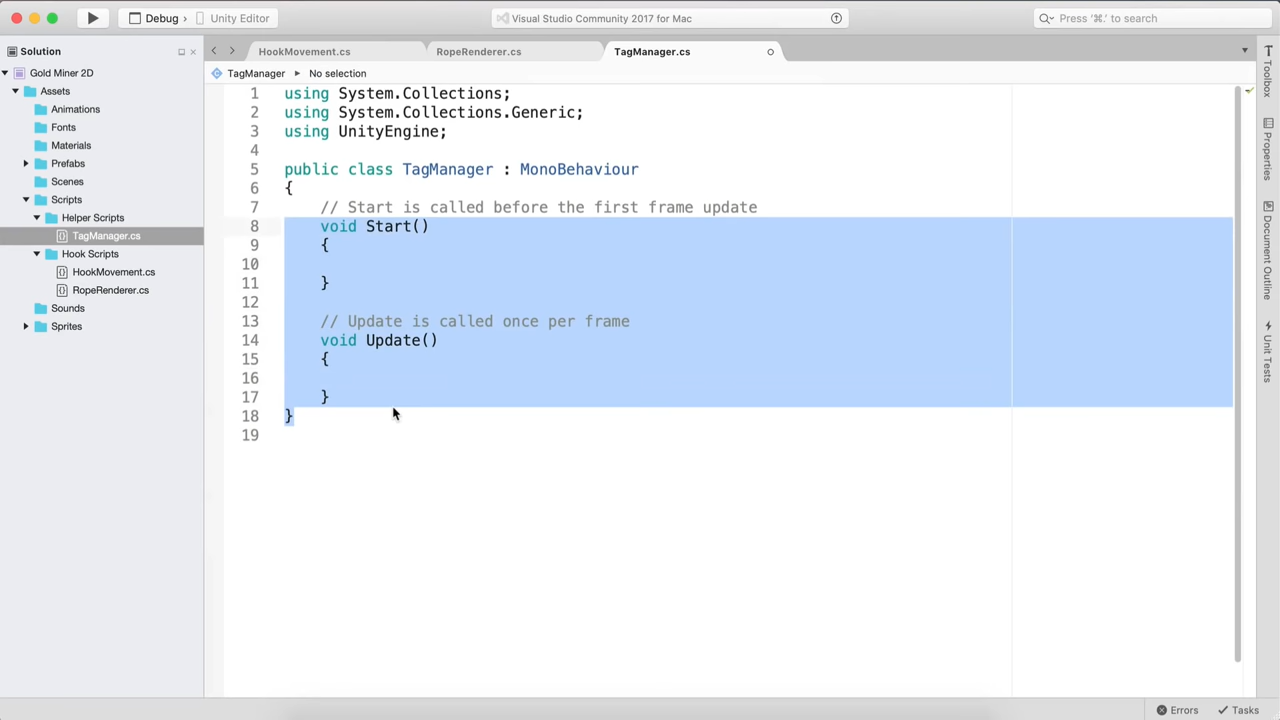 Debug ›
Unity Editor
Visual Studio Community 2017 for Mac
Press '⌘.' to search
Solution
HookMovement.cs
RopeRenderer.cs
TagManager.cs
Gold Miner 2D
Assets
Animations
Fonts
Materials
Prefabs
Scenes
Scripts
Helper Scripts
TagManager.cs
Hook Scripts
HookMovement.cs
RopeRenderer.cs
Sounds
Sprites
TagManager ▸ No selection
1 using System.Collections;
2 using System.Collections.Generic;
3 using UnityEngine;
4
5 public class TagManager : MonoBehaviour
6 {
7 // Start is called before the first frame update
8 void Start()
9 {
10
11 }
12
13 // Update is called once per frame
14 void Update()
15 {
16
17 }
18 }
19
Toolbox
Properties
Document Outline
Unit Tests
Errors
Tasks